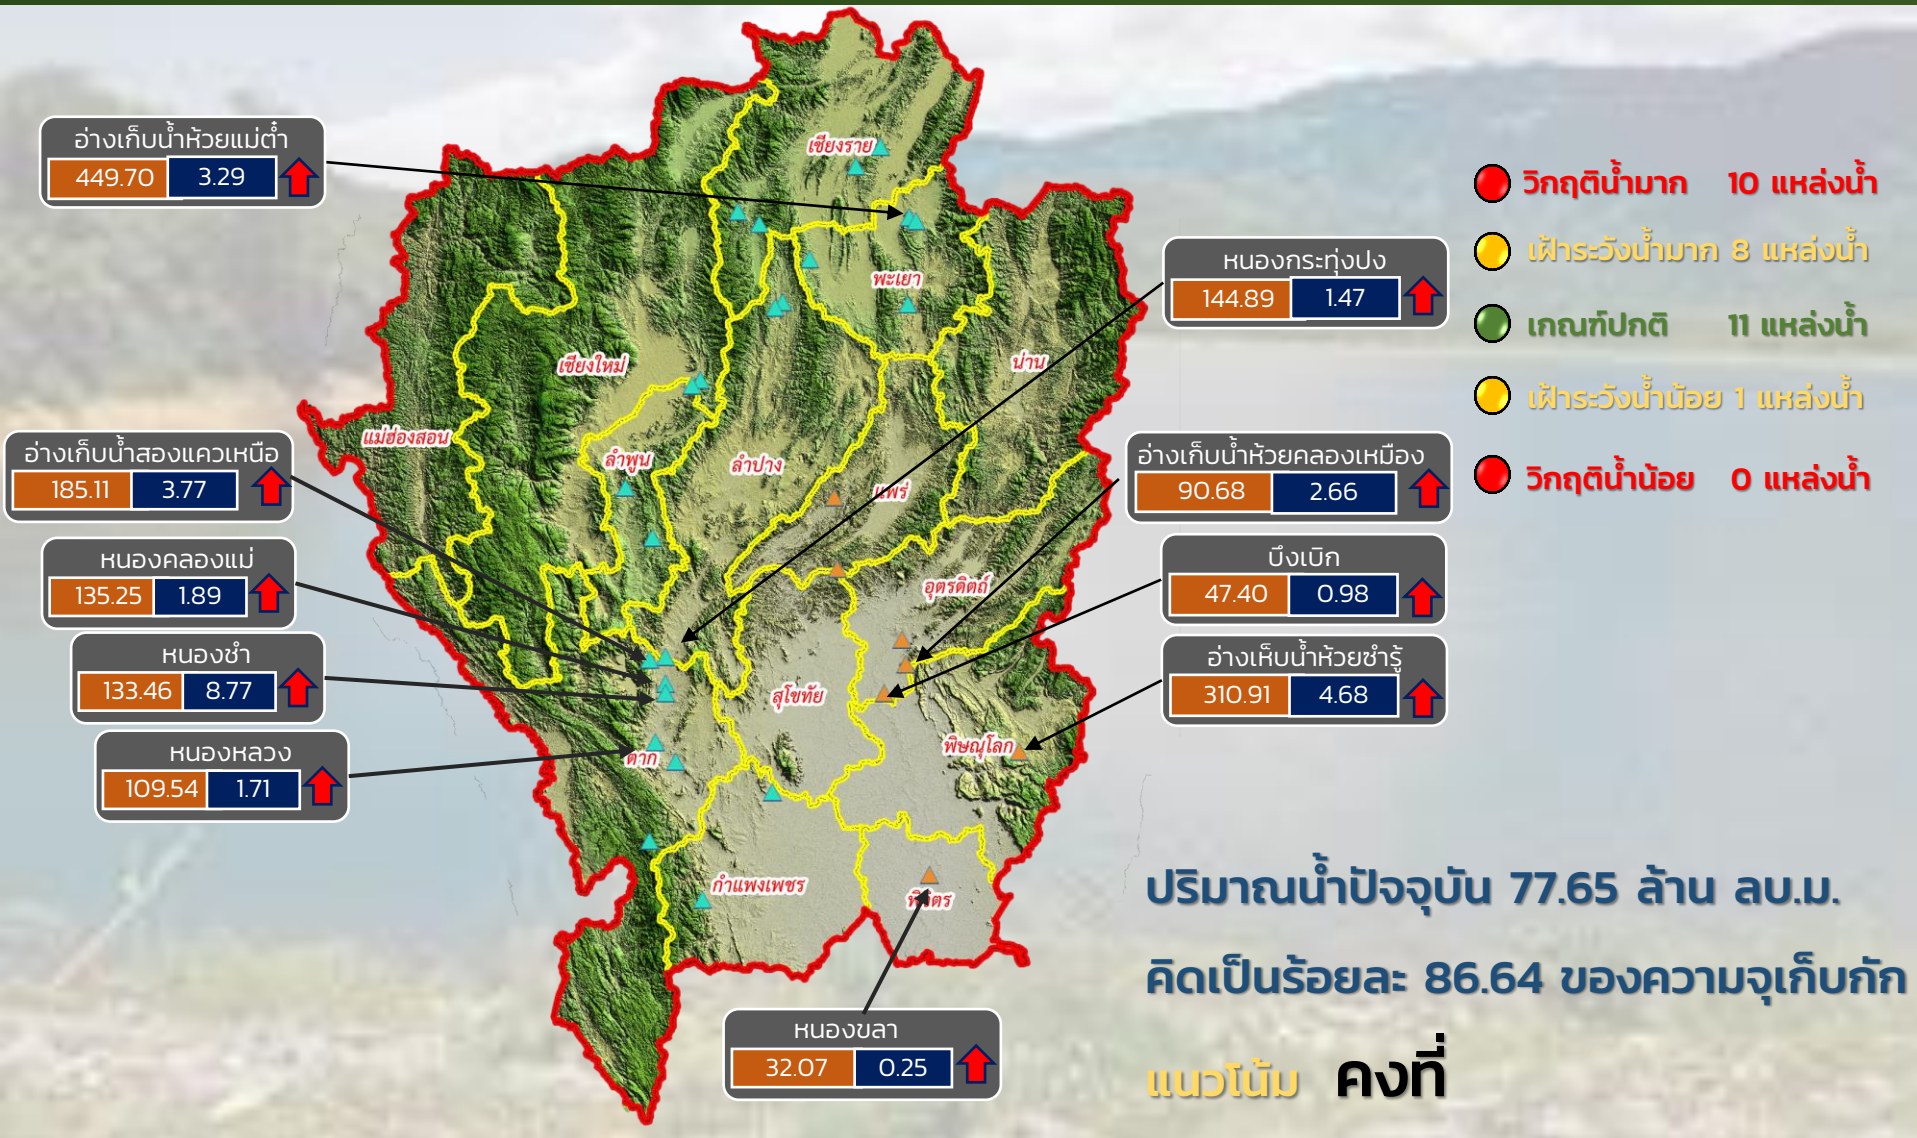 อ่างเก็บน้ำห้วยแม่ต๋ำ
449.70 3.29
อ่างเก็บน้ำสองแควเหนือ
185.11 3.77
หนองคลองแม่
135.25 1.89
หนองชำ
133.46 8.77
หนองหลวง
109.54 1.71
เชียงราย
พะเยา
น่าน
เชียงใหม่
แม่ฮ่องสอน
ลำพูน
ลำปาง
แพร่
อุตรดิตถ์
สุโขทัย
ตาก
พิษณุโลก
กำแพงเพชร
พิจิตร
หนองขลา
32.07 0.25
หนองกระทุ่งปง
144.89 1.47
อ่างเก็บน้ำห้วยคลองเหมือง
90.68 2.66
บึงเบิก
47.40 0.98
อ่างเห็บน้ำห้วยซำรู้
310.91 4.68
วิกฤติน้ำมาก 10 แหล่งน้ำ
เฝ้าระวังน้ำมาก 8 แหล่งน้ำ
เกณฑ์ปกติ 11 แหล่งน้ำ
เฝ้าระวังน้ำน้อย 1 แหล่งน้ำ
วิกฤติน้ำน้อย 0 แหล่งน้ำ
ปริมาณน้ำปัจจุบัน 77.65 ล้าน ลบ.ม.
คิดเป็นร้อยละ 86.64 ของความจุเก็บกัก
แนวโน้ม คงที่